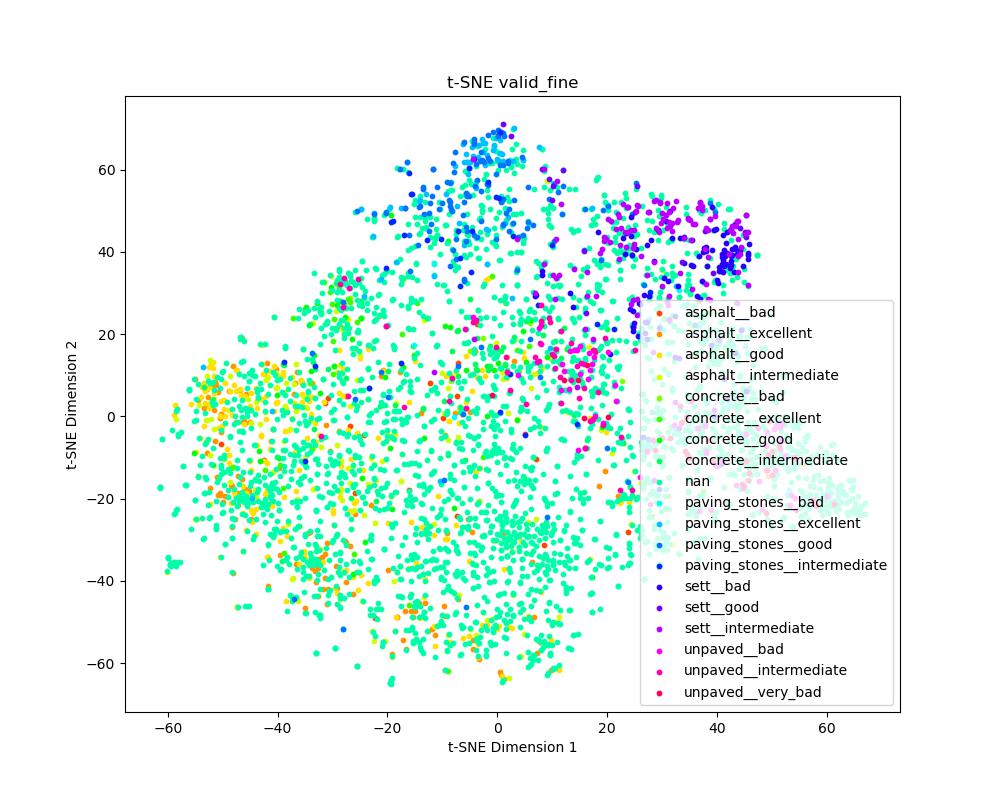 t-SNE valid_fine
60
40
20
0
−20
−40
−60
t-SNE Dimension 2
asphalt__bad
asphalt__excellent
asphalt__good
asphalt__intermediate
concrete__bad
concrete__excellent
concrete__good
concrete__intermediate
nan
paving_stones__bad
paving_stones__excellent
paving_stones__good
paving_stones__intermediate
sett__bad
sett__good
sett__intermediate
unpaved__bad
unpaved__intermediate
unpaved__very_bad
−60 −40 −20 0 20 40 60
t-SNE Dimension 1